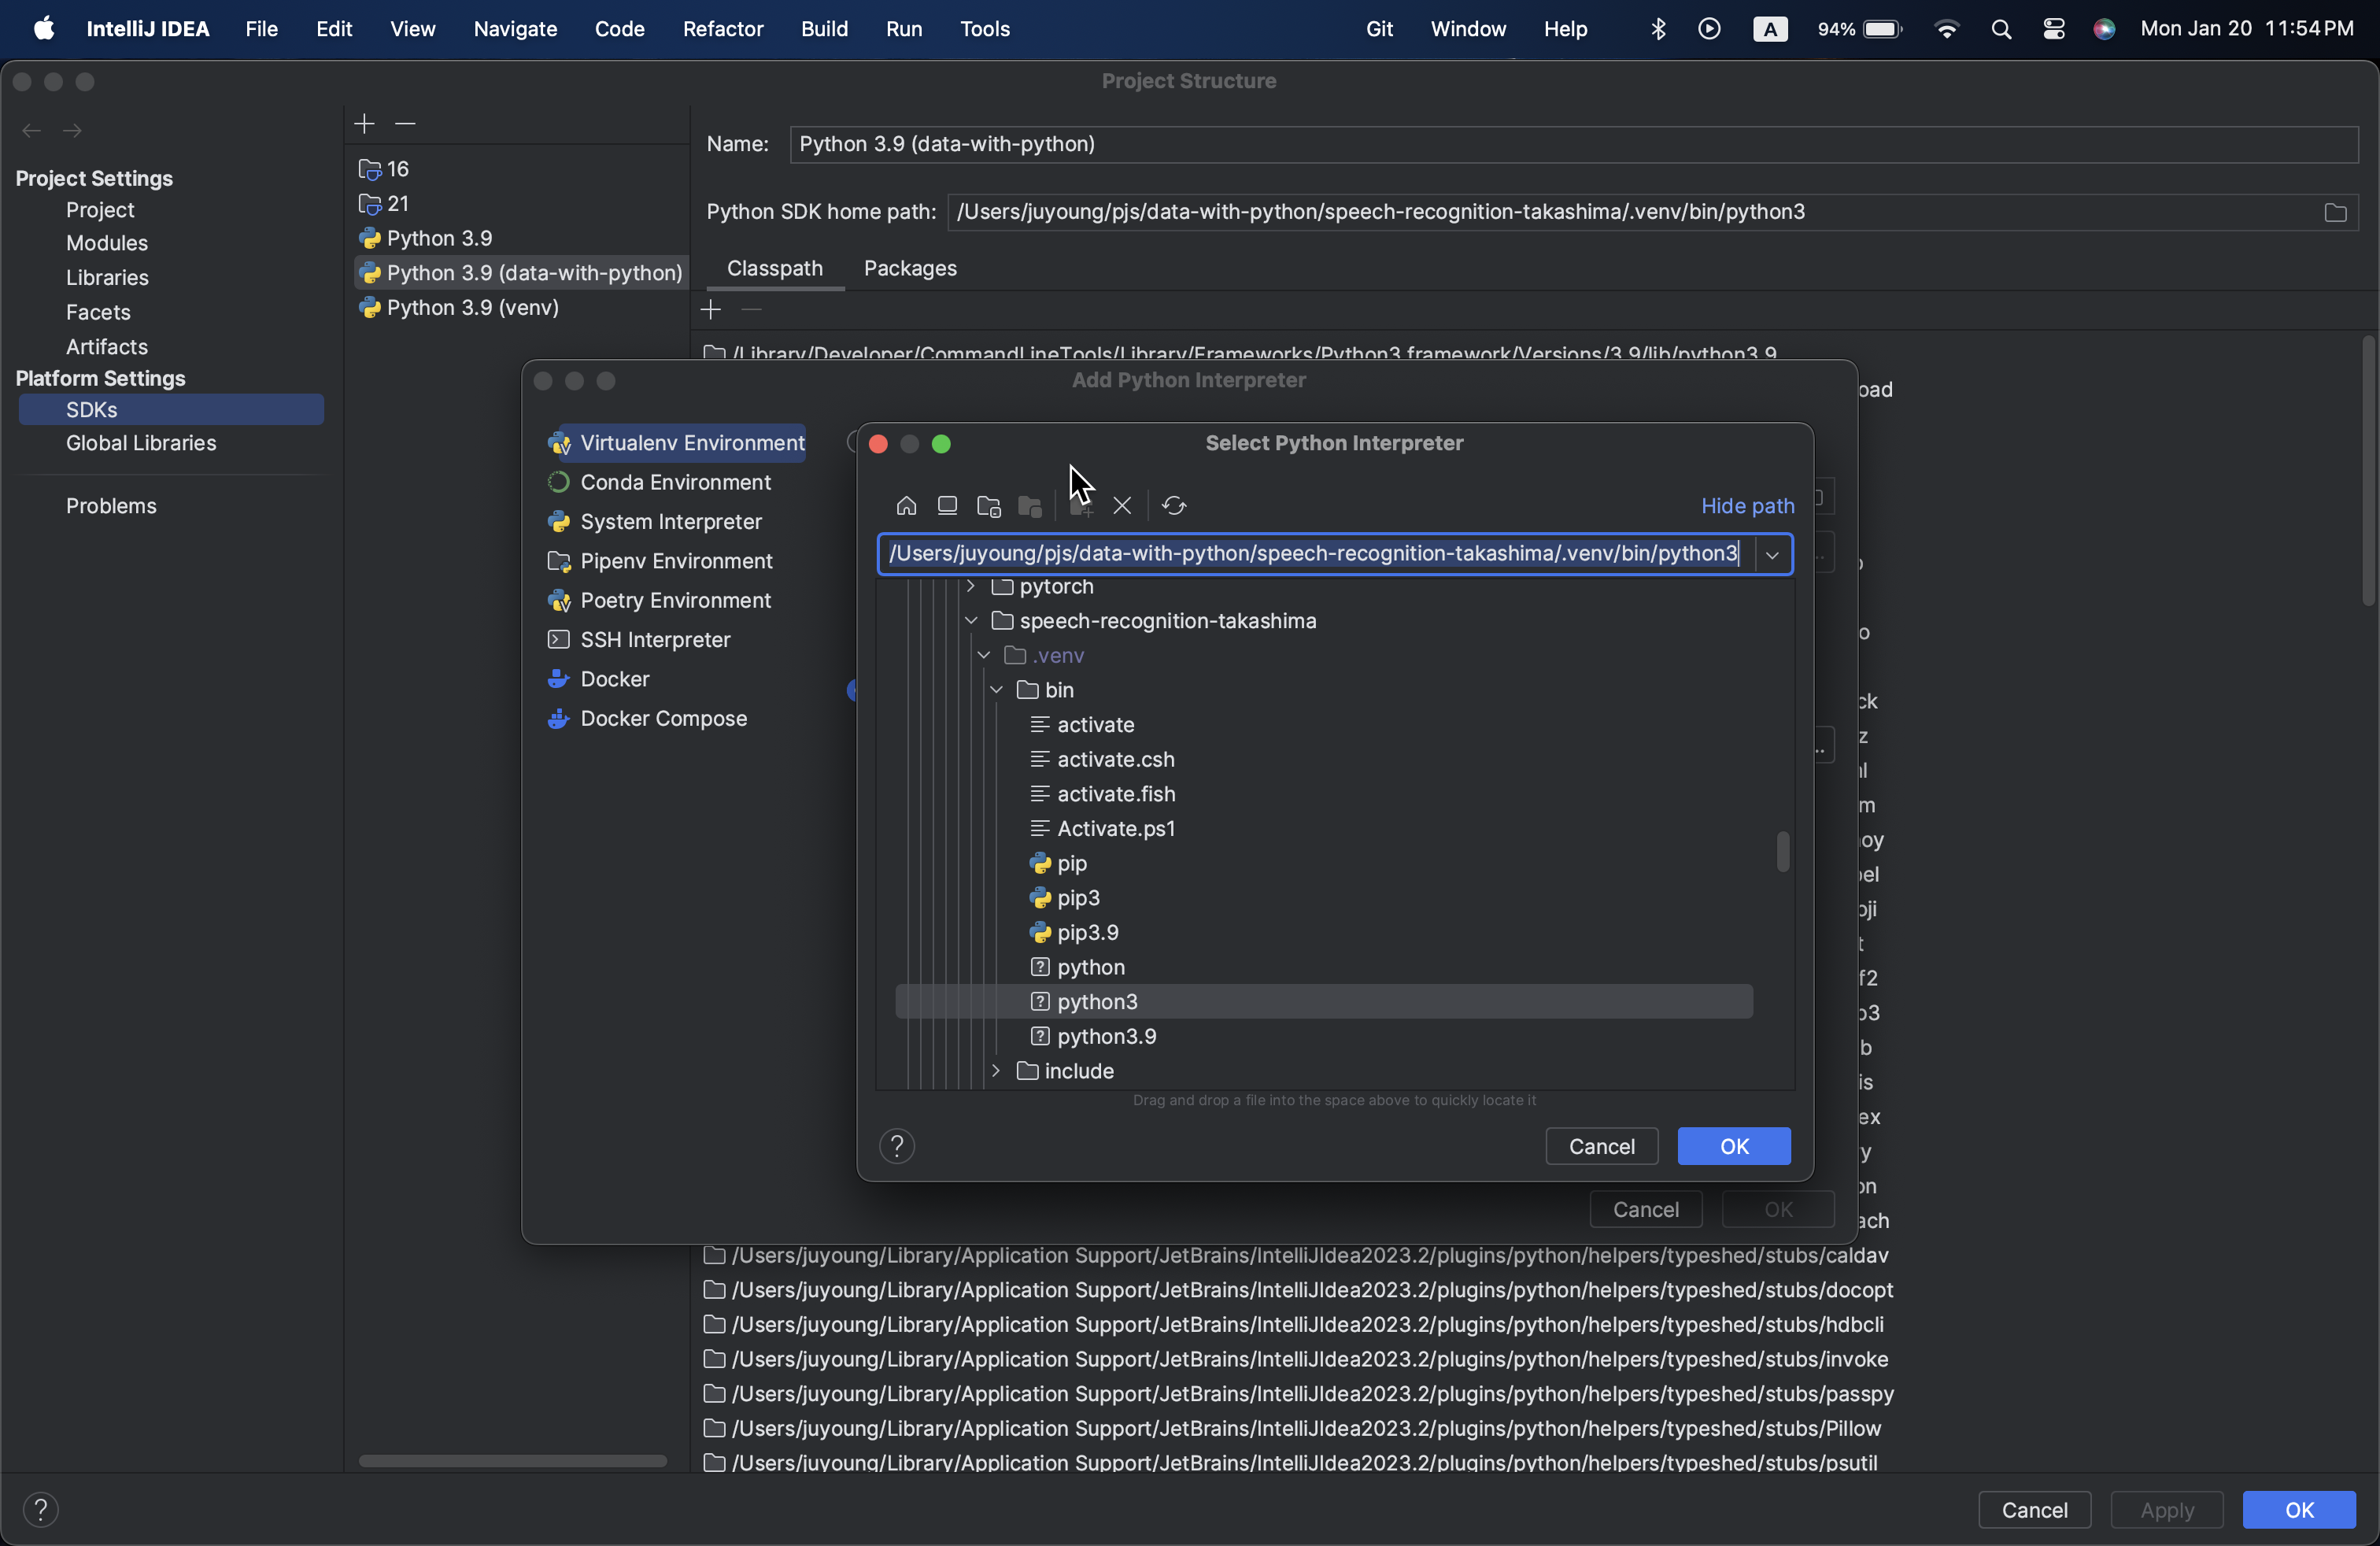 IntelliJ IDEA File Edit View Navigate Code Refactor Build Run Tools Git Window Help A 94% Mon Jan 20 11:54 PM
Project Structure
Project Settings
Project
Modules
Libraries
Facets
Artifacts
Platform Settings
SDKs
Global Libraries
Problems
16
21
Python 3.9
Python 3.9 (data-with-python)
Python 3.9 (venv)
Name: Python 3.9 (data-with-python)
Python SDK home path: /Users/juyoung/pjs/data-with-python/speech-recognition-takashima/.venv/bin/python3
Classpath Packages
/Library/Developer/CommandLineTools/Library/Frameworks/Python3.framework/Versions/3.9/lib/python3.9
Add Python Interpreter
Virtualenv Environment
Conda Environment
System Interpreter
Pipenv Environment
Poetry Environment
SSH Interpreter
Docker
Docker Compose
Select Python Interpreter
Hide path
/Users/juyoung/pjs/data-with-python/speech-recognition-takashima/.venv/bin/python3
pytorch
speech-recognition-takashima
.venv
bin
activate
activate.csh
activate.fish
Activate.ps1
pip
pip3
pip3.9
python
python3
python3.9
include
Drag and drop a file into the space above to quickly locate it
? Cancel OK
Cancel OK
/Users/juyoung/Library/Application Support/JetBrains/IntelliJIdea2023.2/plugins/python/helpers/typeshed/stubs/caldav
/Users/juyoung/Library/Application Support/JetBrains/IntelliJIdea2023.2/plugins/python/helpers/typeshed/stubs/docopt
/Users/juyoung/Library/Application Support/JetBrains/IntelliJIdea2023.2/plugins/python/helpers/typeshed/stubs/hdbcli
/Users/juyoung/Library/Application Support/JetBrains/IntelliJIdea2023.2/plugins/python/helpers/typeshed/stubs/invoke
/Users/juyoung/Library/Application Support/JetBrains/IntelliJIdea2023.2/plugins/python/helpers/typeshed/stubs/passpy
/Users/juyoung/Library/Application Support/JetBrains/IntelliJIdea2023.2/plugins/python/helpers/typeshed/stubs/Pillow
/Users/juyoung/Library/Application Support/JetBrains/IntelliJIdea2023.2/plugins/python/helpers/typeshed/stubs/psutil
? Cancel Apply OK